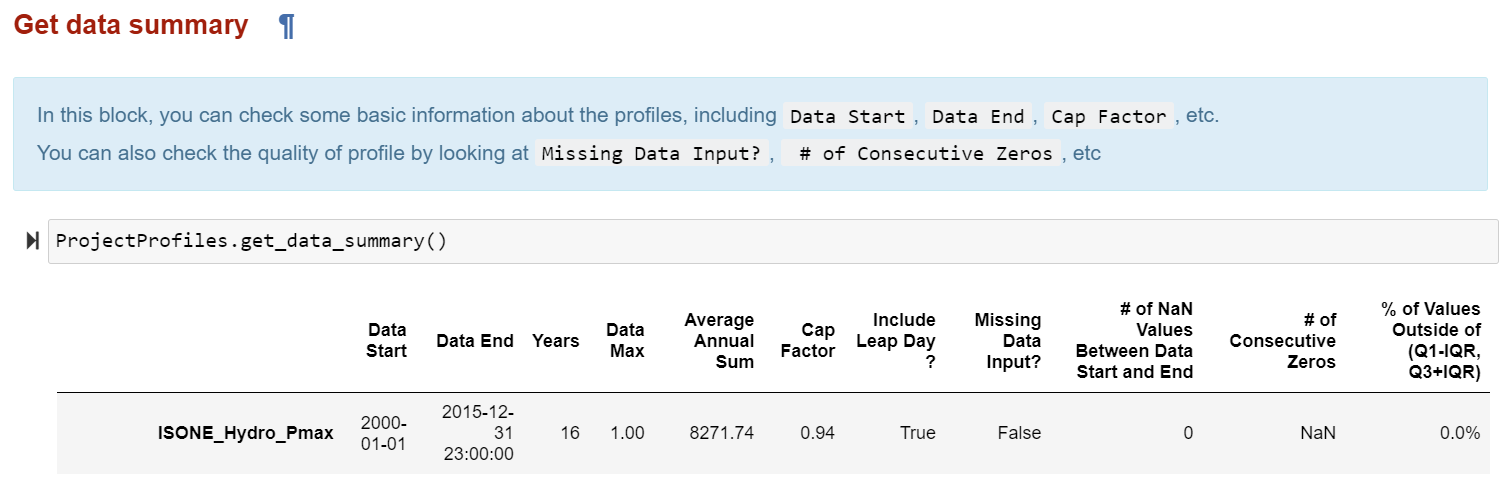 Get data summary ¶
In this block, you can check some basic information about the profiles, including Data Start , Data End , Cap Factor , etc.
You can also check the quality of profile by looking at Missing Data Input? , # of Consecutive Zeros , etc
ProjectProfiles.get_data_summary()
Data
Start
Data End
Years
Data
Max
Average
Annual
Sum
Cap
Factor
Include
Leap Day
?
Missing
Data
Input?
# of NaN
Values
Between Data
Start and End
# of
Consecutive
Zeros
% of Values
Outside of
(Q1-IQR,
Q3+IQR)
ISONE_Hydro_Pmax
2000-
01-01
2015-12-
31
23:00:00
16
1.00
8271.74
0.94
True
False
0
NaN
0.0%